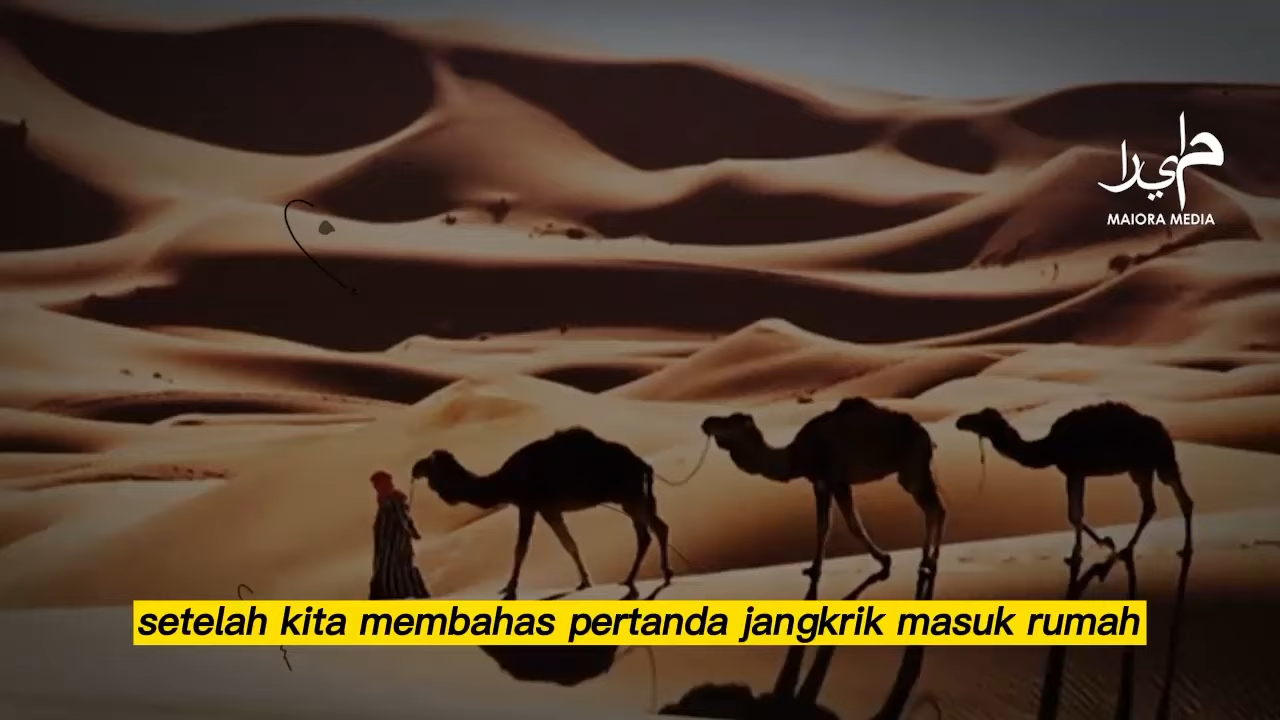 مايرا
MAIORA MEDIA
setelah kita membahas pertanda jangkrik masuk rumah